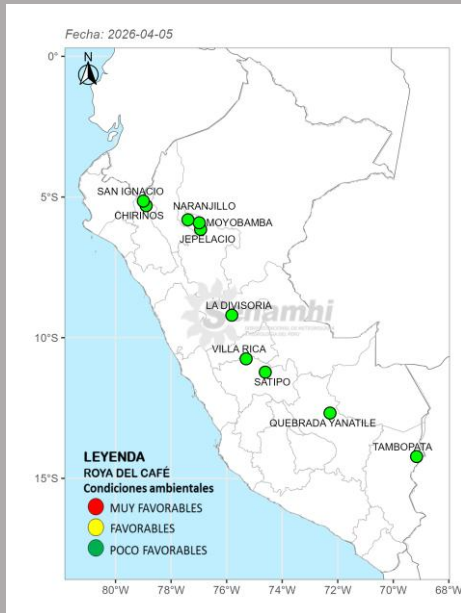 Fecha: 2026-04-05
N
0°
5°S
10°S
15°S
SAN IGNACIO
CHIRINOS
NARANJILLO
MOYOBAMBA
JEPELACIO
LA DIVISORIA
Senamhi
VILLA RICA
SATIPO
QUEBRADA YANATILE
TAMBOPATA
LEYENDA
ROYA DEL CAFÉ
Condiciones ambientales
MUY FAVORABLES
FAVORABLES
POCO FAVORABLES
80°W 78°W 76°W 74°W 72°W 70°W 68°W